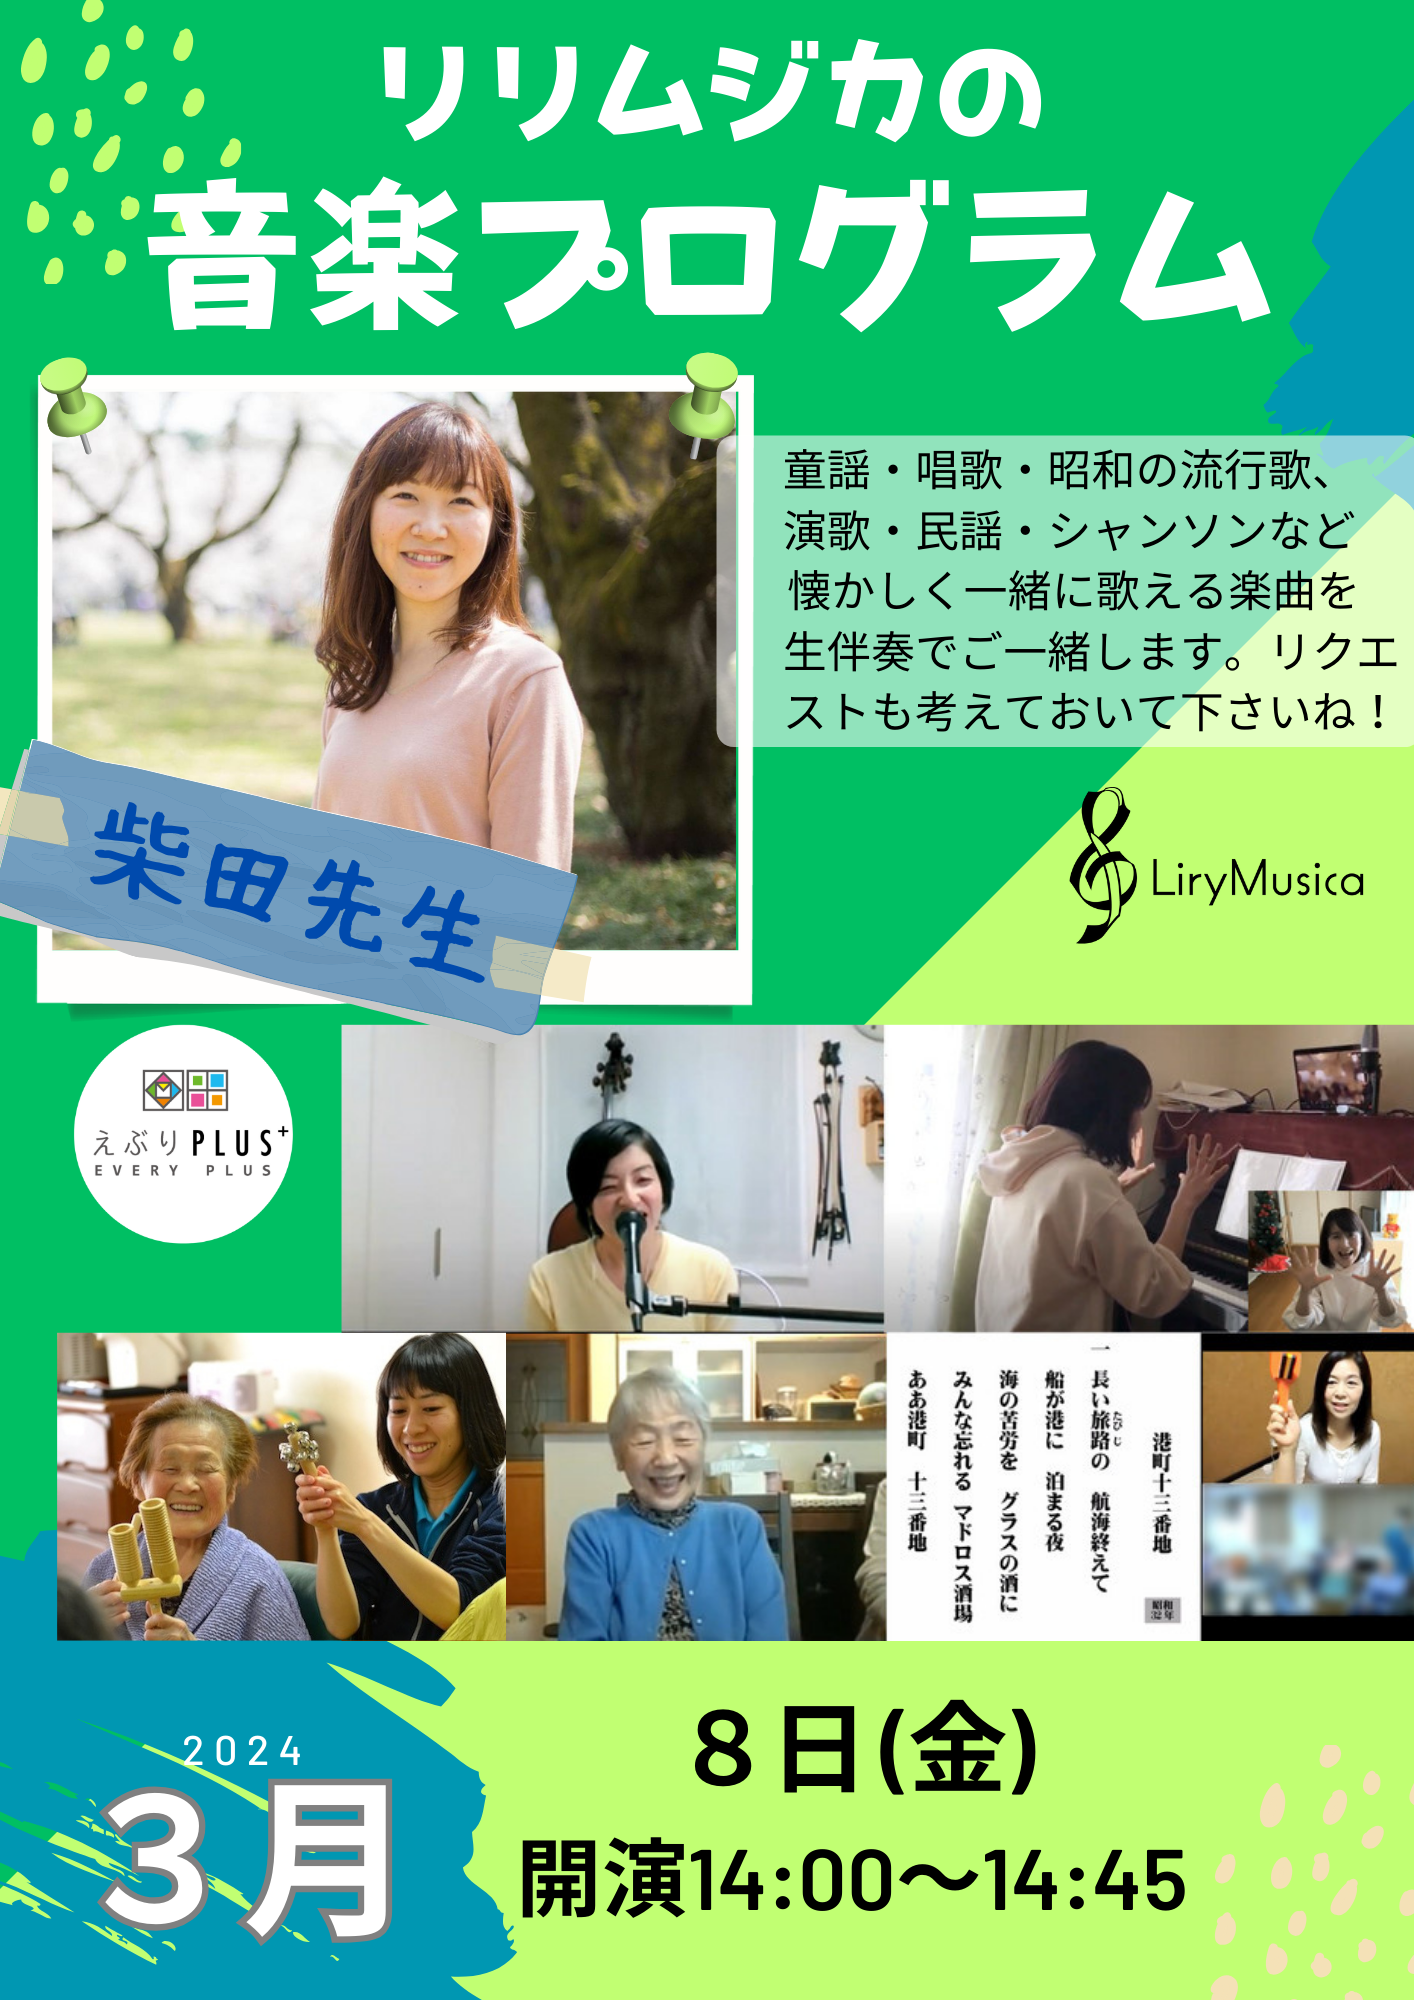 リリムジカの
音楽プログラム
童謡・唱歌・昭和の流行歌、
演歌・民謡・シャンソンなど
懐かしく一緒に歌える楽曲を
生伴奏でご一緒します。リクエ
ストも考えておいて下さいね！
柴田先生
LiryMusica
えぶりPLUS+
EVERY PLUS
港町十三番地
昭和
32年
一 長い旅路の 航海終えて
たびじ
船が港に 泊まる夜
海の苦労を グラスの酒に
みんな忘れる マドロス酒場
ああ港町 十三番地
2024
3月
8日(金)
開演14:00〜14:45